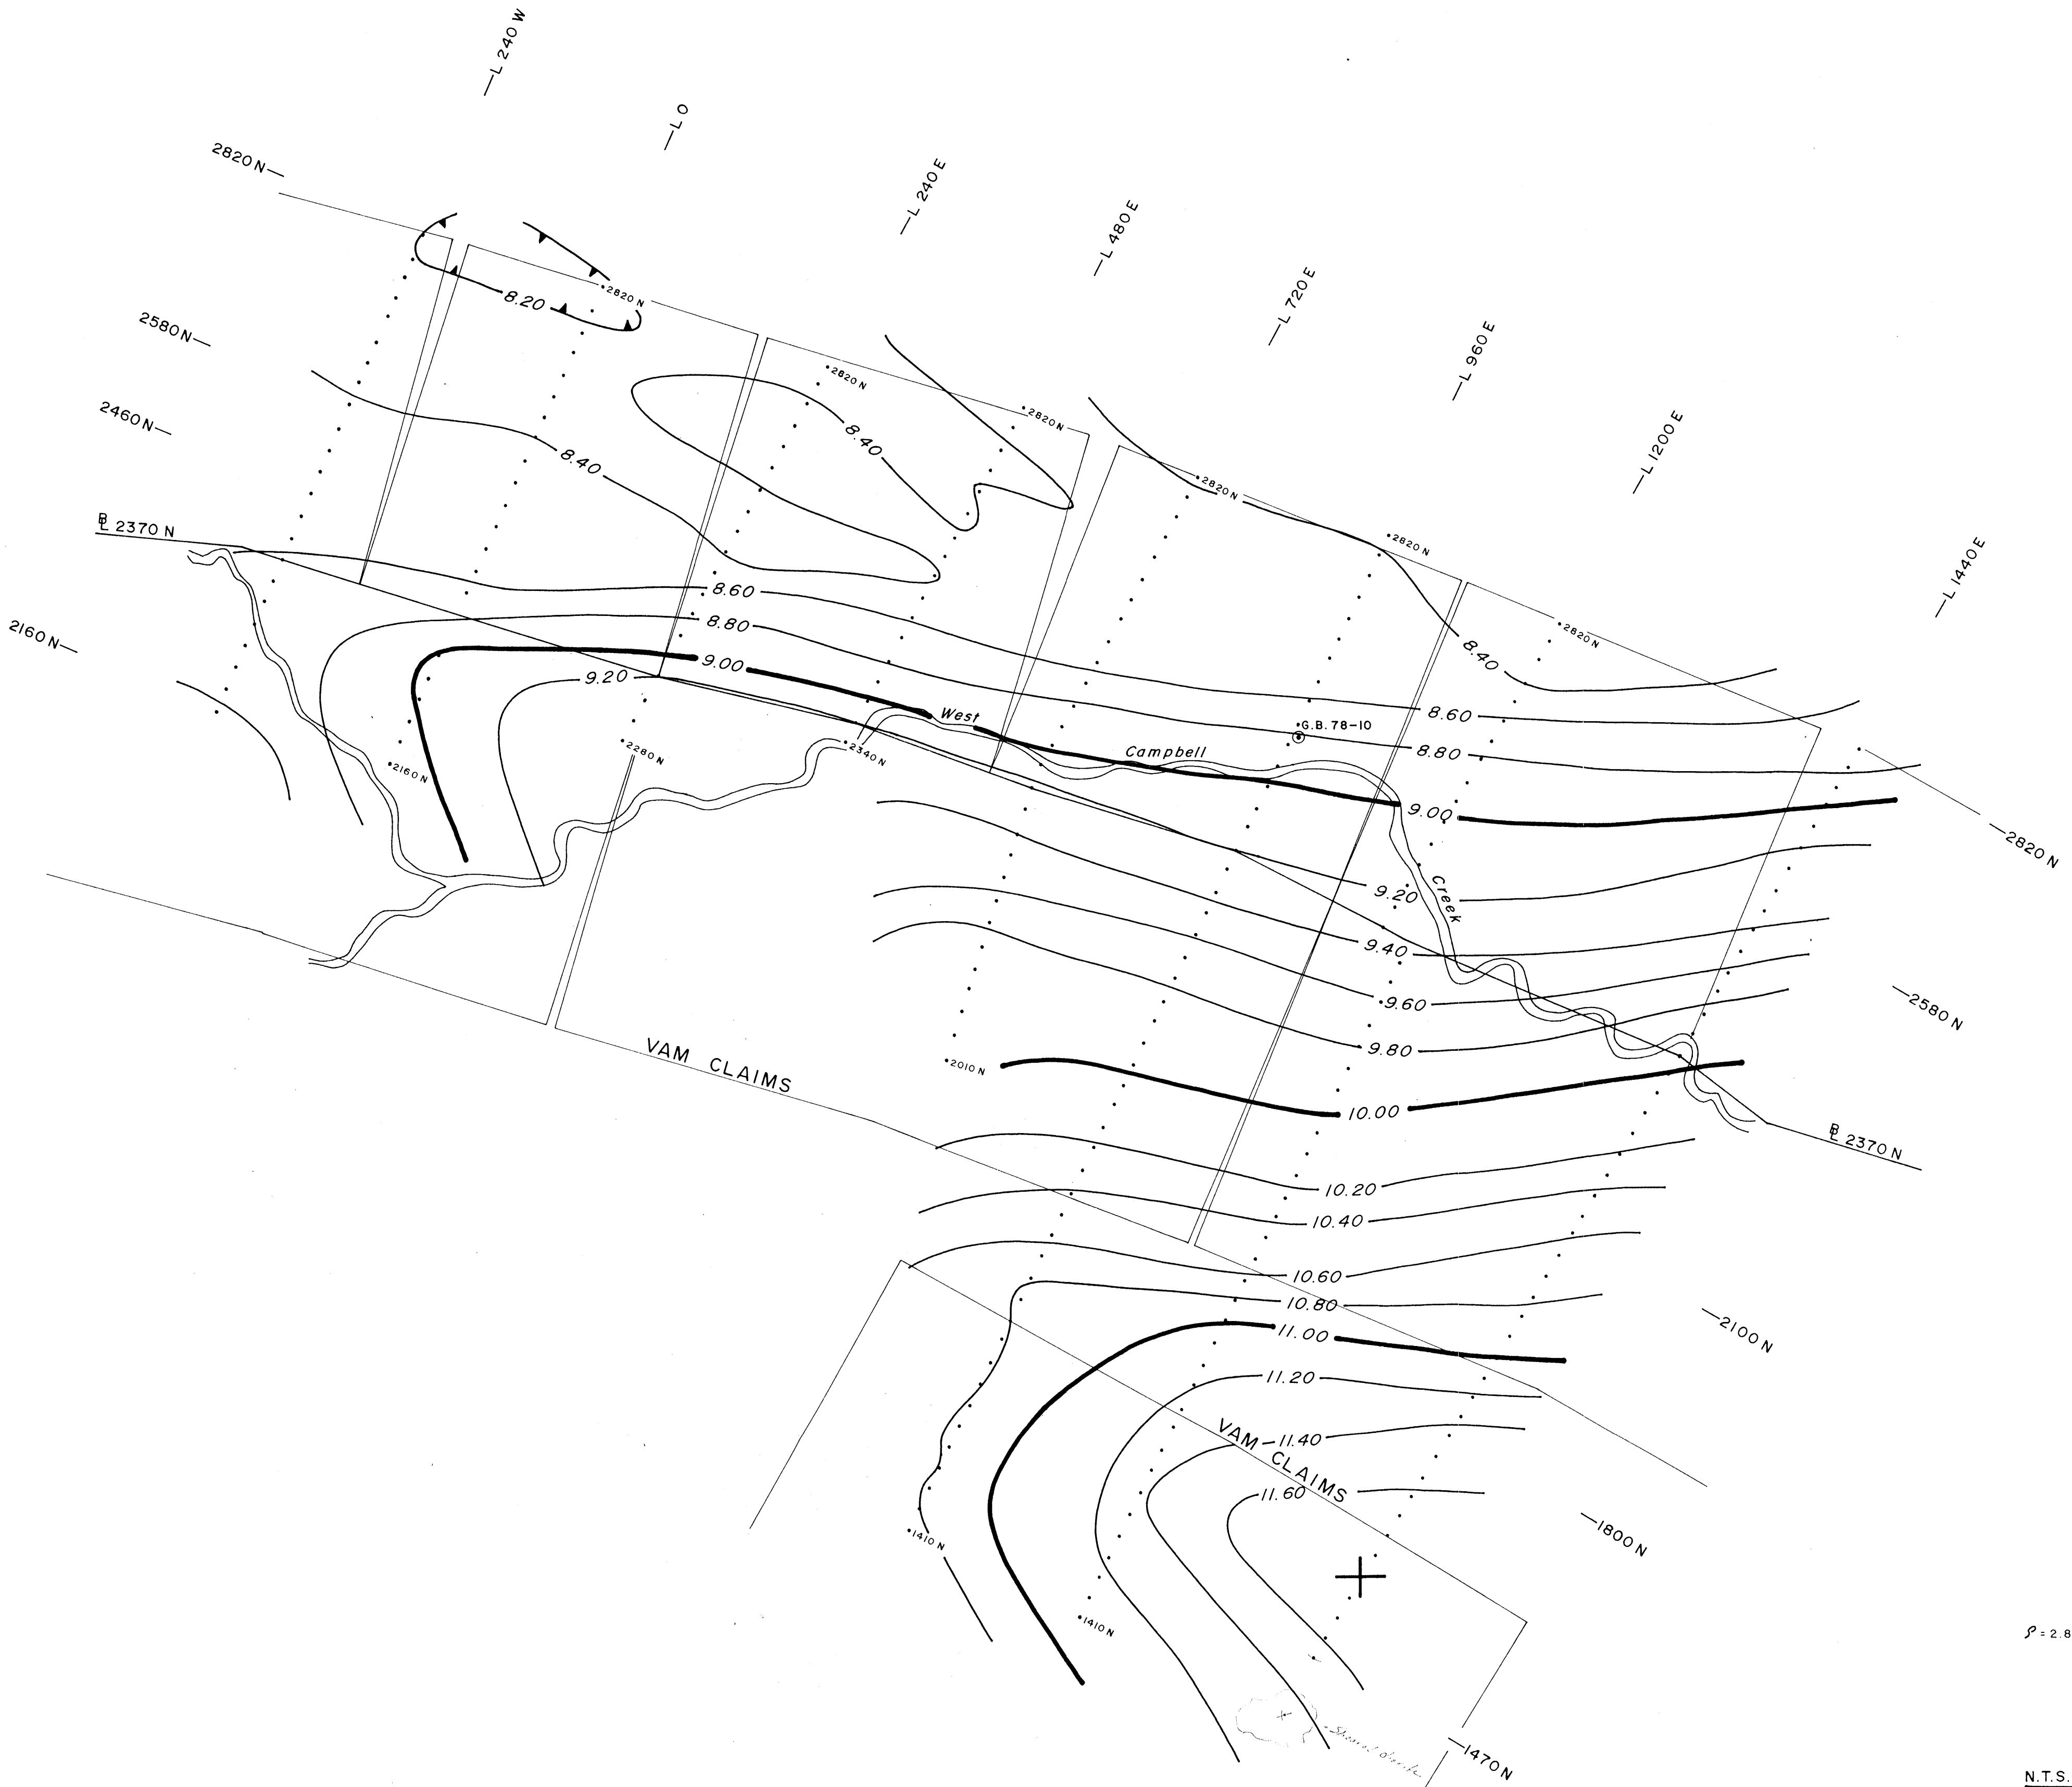 —L 240 W
—L 0
2820 N—
—L 240 E
—L 480 E
—L 720 E
—L 960 E
—L 1200 E
—L 1440 E
2580 N—
2460 N—
BL 2370 N
2160 N—
8.20
2820 N
2820 N
2820 N
2820 N
2820 N
2820 N
8.40
8.40
8.40
8.60
8.80
9.00
9.20
8.60
8.80
9.00
West
Campbell
Creek
G.B. 78-10
2160 N
2280 N
2340 N
—2820 N
9.20
9.40
9.60
9.80
—2580 N
VAM CLAIMS
2010 N
10.00
BL 2370 N
10.20
10.40
10.60
10.80
11.00
—2100 N
11.20
VAM
CLAIMS
11.40
11.60
—1800 N
1410 N
1410 N
ρ = 2.8
—1470 N
N.T.S.